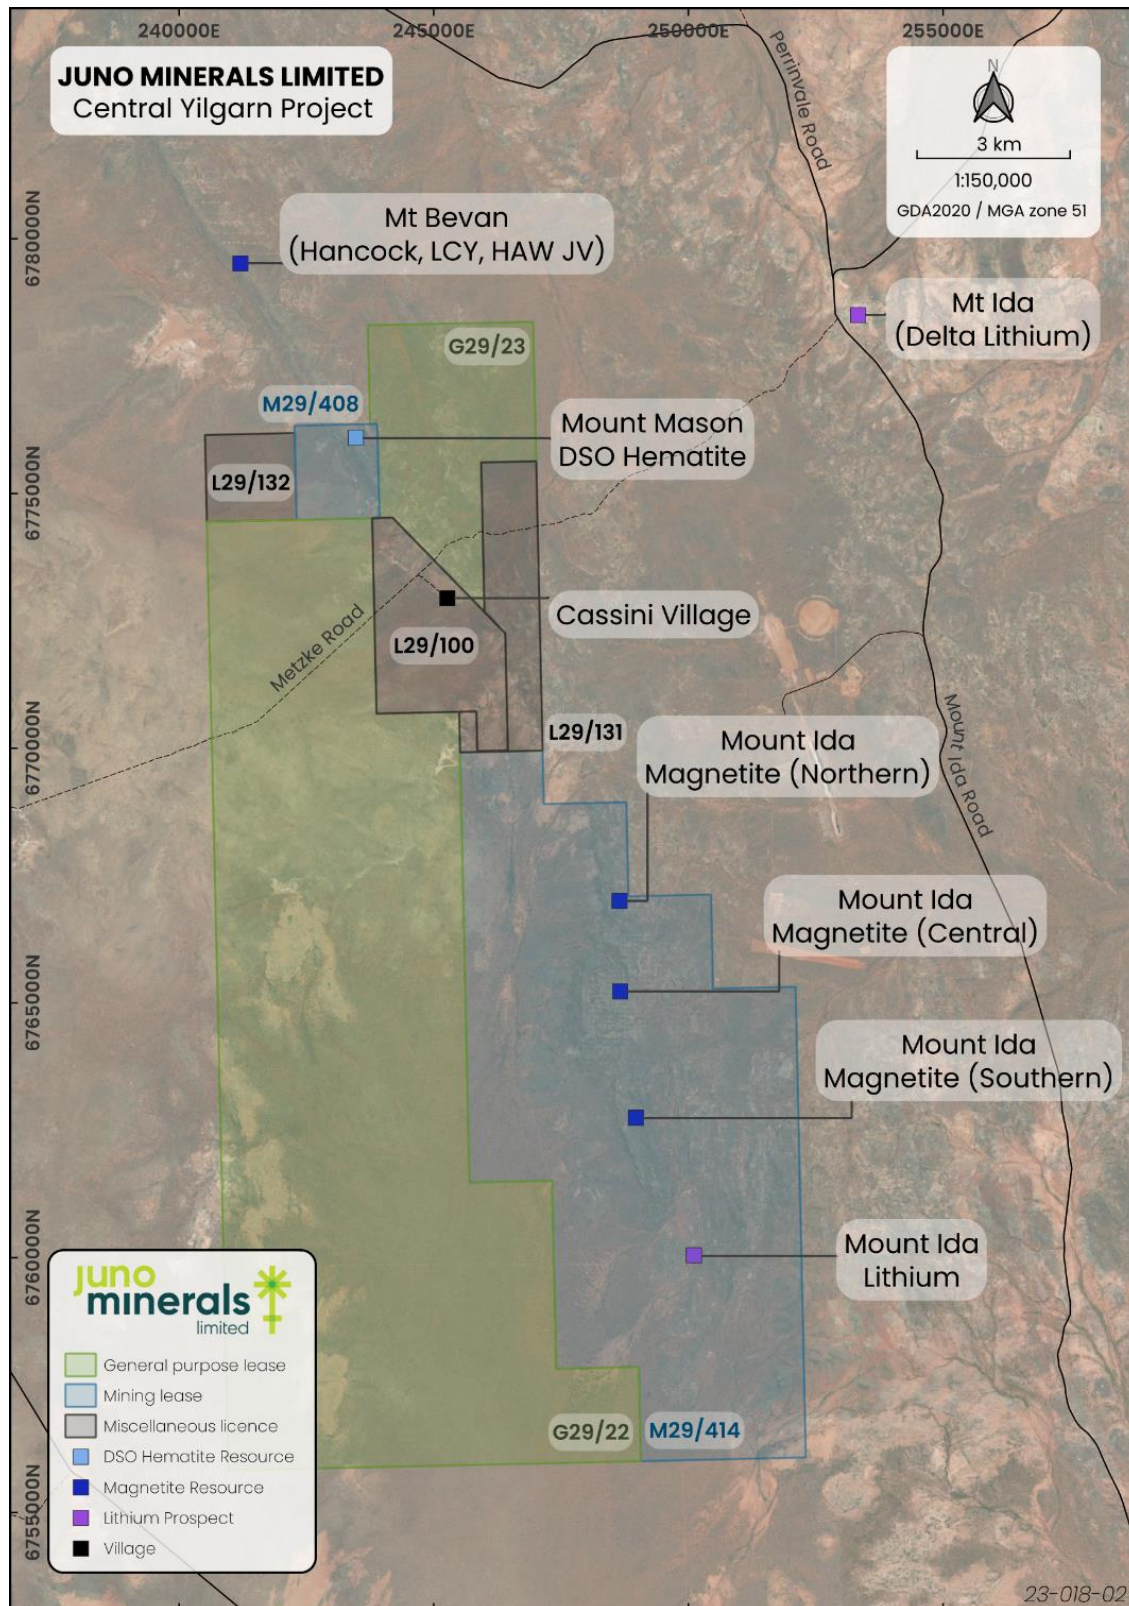 240000E
245000E
250000E
255000E
JUNO MINERALS LIMITED
Central Yilgarn Project
N
3 km
1:150,000
GDA2020 / MGA zone 51
Perrinvale Road
6780000N
Mt Bevan
(Hancock, LCY, HAW JV)
Mt Ida
(Delta Lithium)
G29/23
M29/408
Mount Mason
DSO Hematite
L29/132
6775000N
Cassini Village
L29/100
Metzke Road
L29/131
6770000N
Mount Ida
Magnetite (Northern)
Mount Ida Road
Mount Ida
Magnetite (Central)
6765000N
Mount Ida
Magnetite (Southern)
6760000N
Mount Ida
Lithium
juno
minerals
limited
General purpose lease
Mining lease
Miscellaneous licence
DSO Hematite Resource
Magnetite Resource
Lithium Prospect
Village
G29/22
M29/414
6755000N
23-018-02